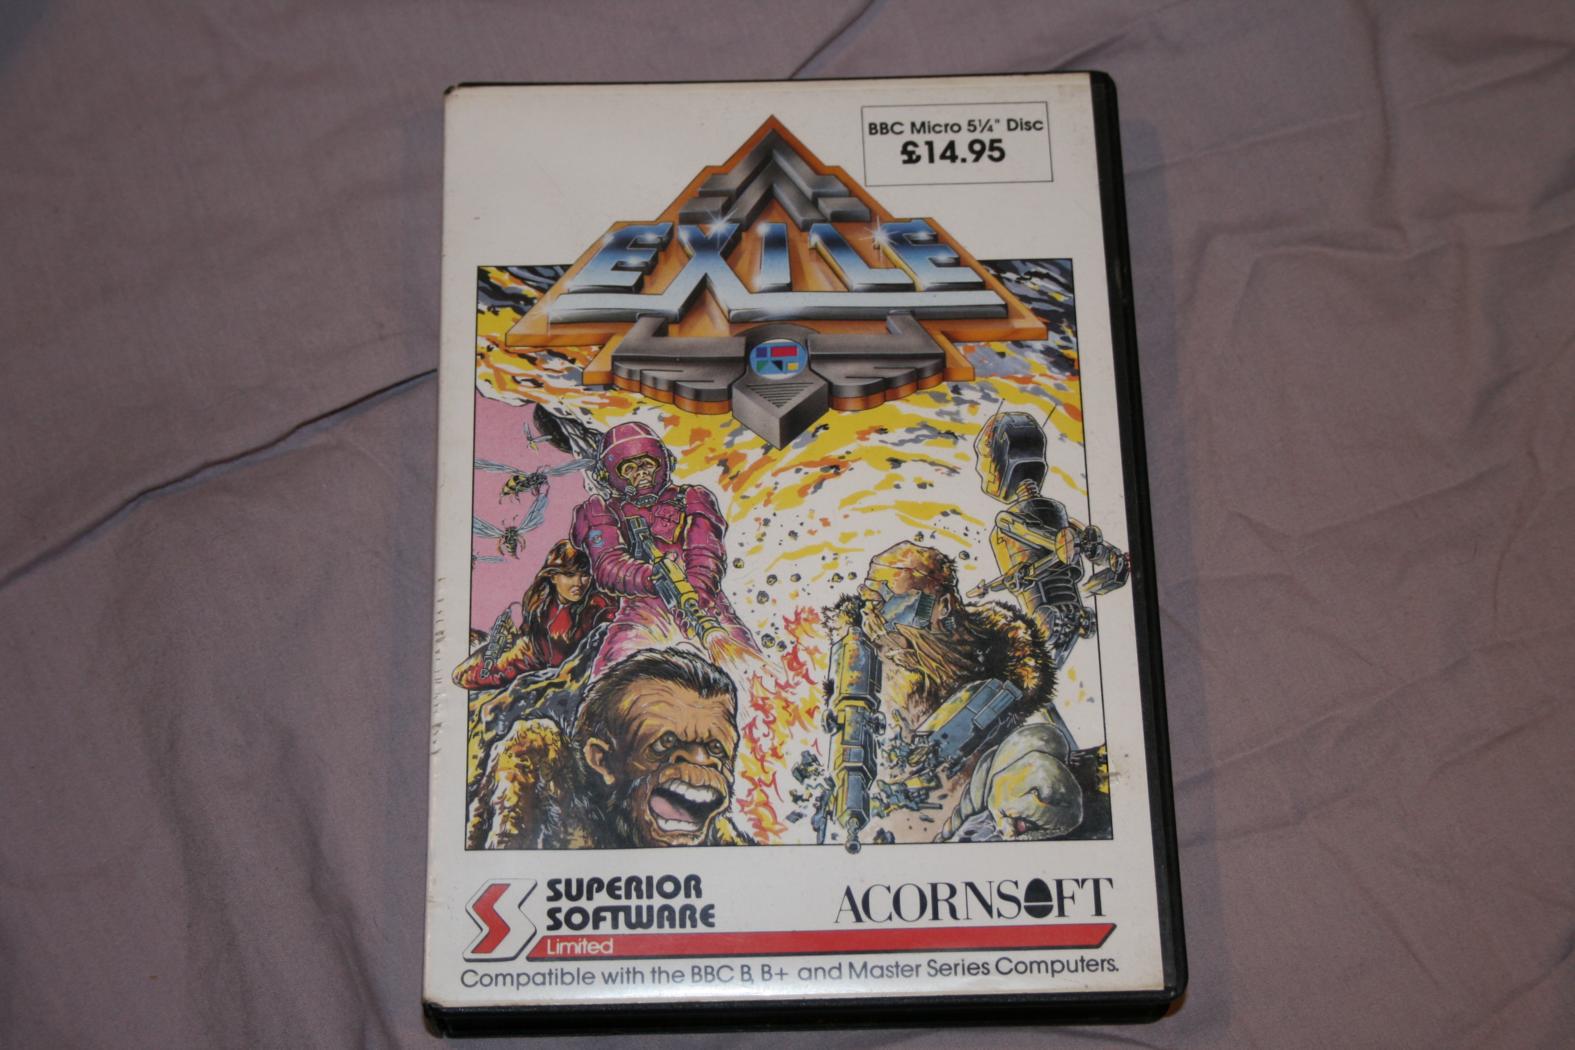 BBC Micro 5¼" Disc
£14.95
EXILE
SUPERIOR
SOFTWARE
Limited
ACORNSOFT
Compatible with the BBC B, B+ and Master Series Computers.